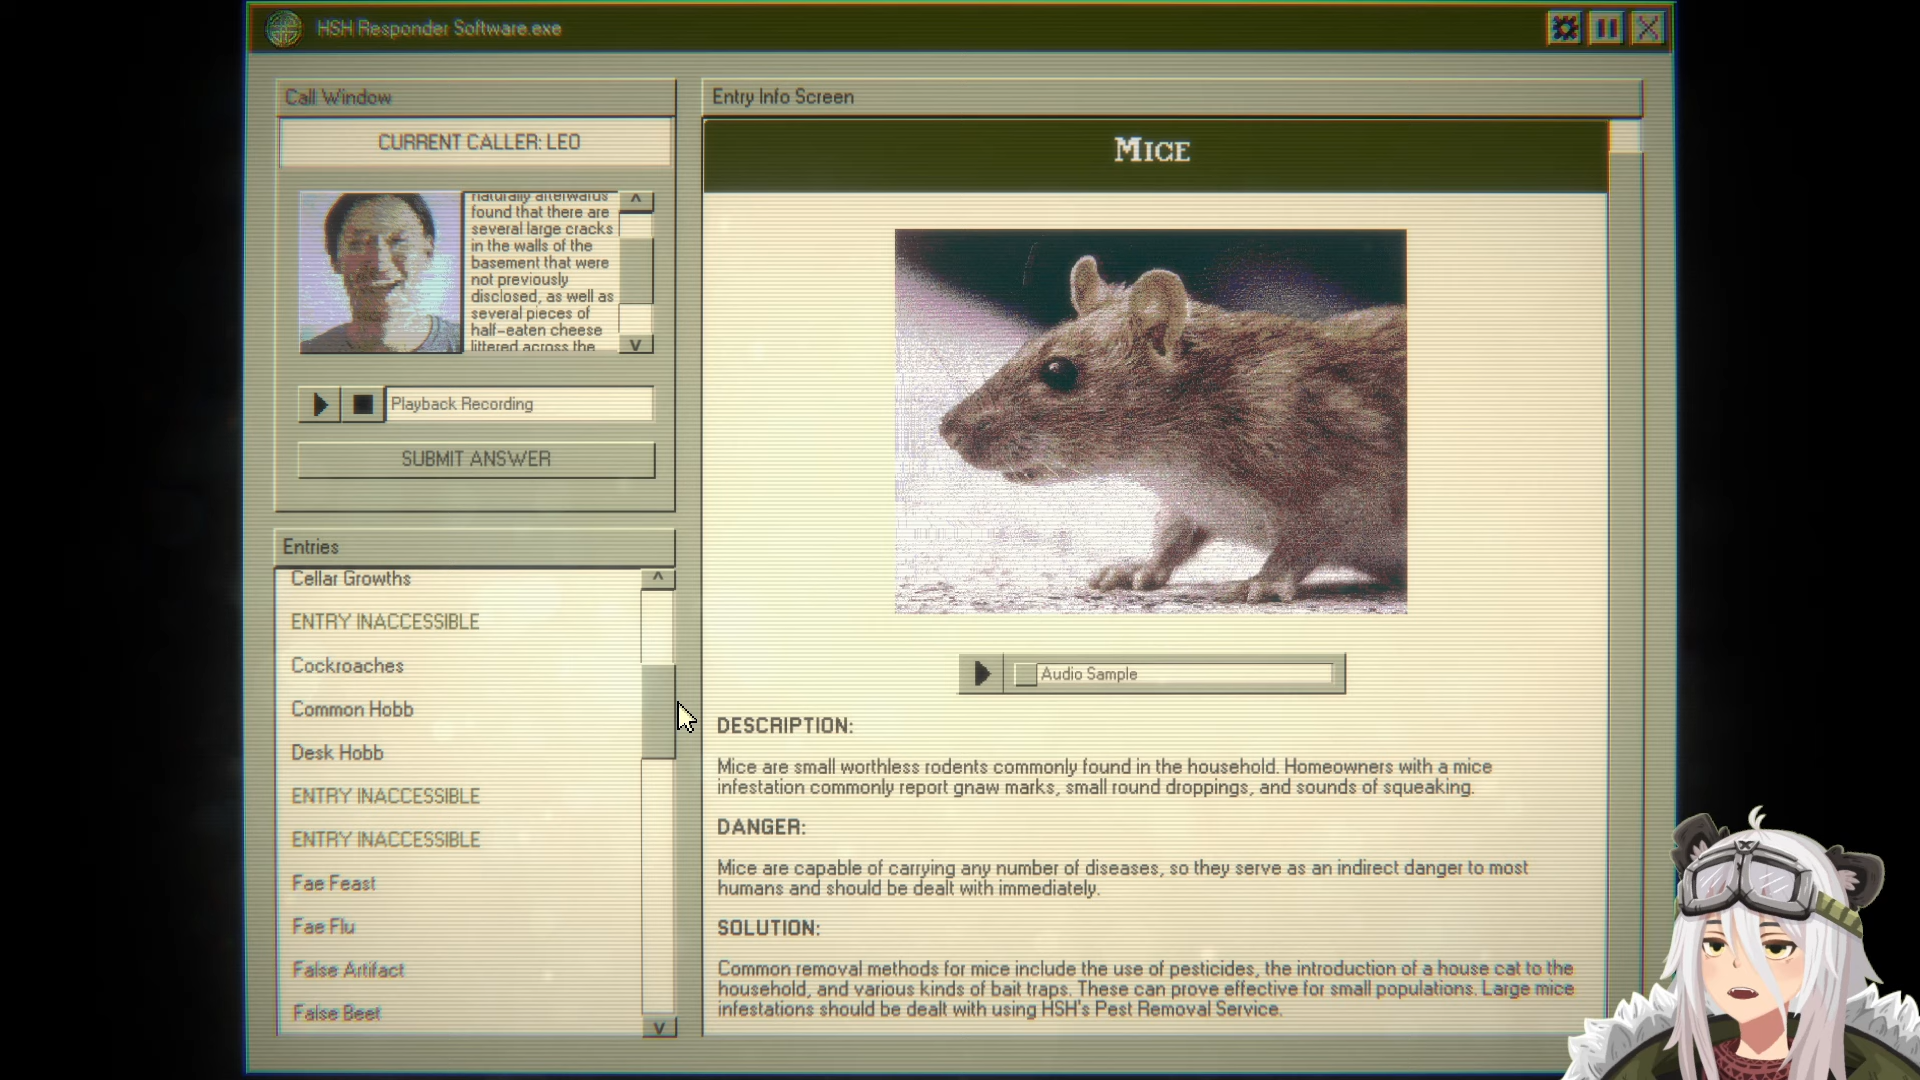 HSH Responder Software.exe
Call Window
CURRENT CALLER: LEO
naturally afterwards
found that there are
several large cracks
in the walls of the
basement that were
not previously
disclosed, as well as
several pieces of
half-eaten cheese
littered across the
Playback Recording
SUBMIT ANSWER
Entries
Cellar Growths
ENTRY INACCESSIBLE
Cockroaches
Common Hobb
Desk Hobb
ENTRY INACCESSIBLE
ENTRY INACCESSIBLE
Fae Feast
Fae Flu
False Artifact
False Beet
Entry Info Screen
MICE
Audio Sample
DESCRIPTION:
Mice are small worthless rodents commonly found in the household. Homeowners with a mice
infestation commonly report gnaw marks, small round droppings, and sounds of squeaking.
DANGER:
Mice are capable of carrying any number of diseases, so they serve as an indirect danger to most
humans and should be dealt with immediately.
SOLUTION:
Common removal methods for mice include the use of pesticides, the introduction of a house cat to the
household, and various kinds of bait traps. These can prove effective for small populations. Large mice
infestations should be dealt with using HSH's Pest Removal Service.